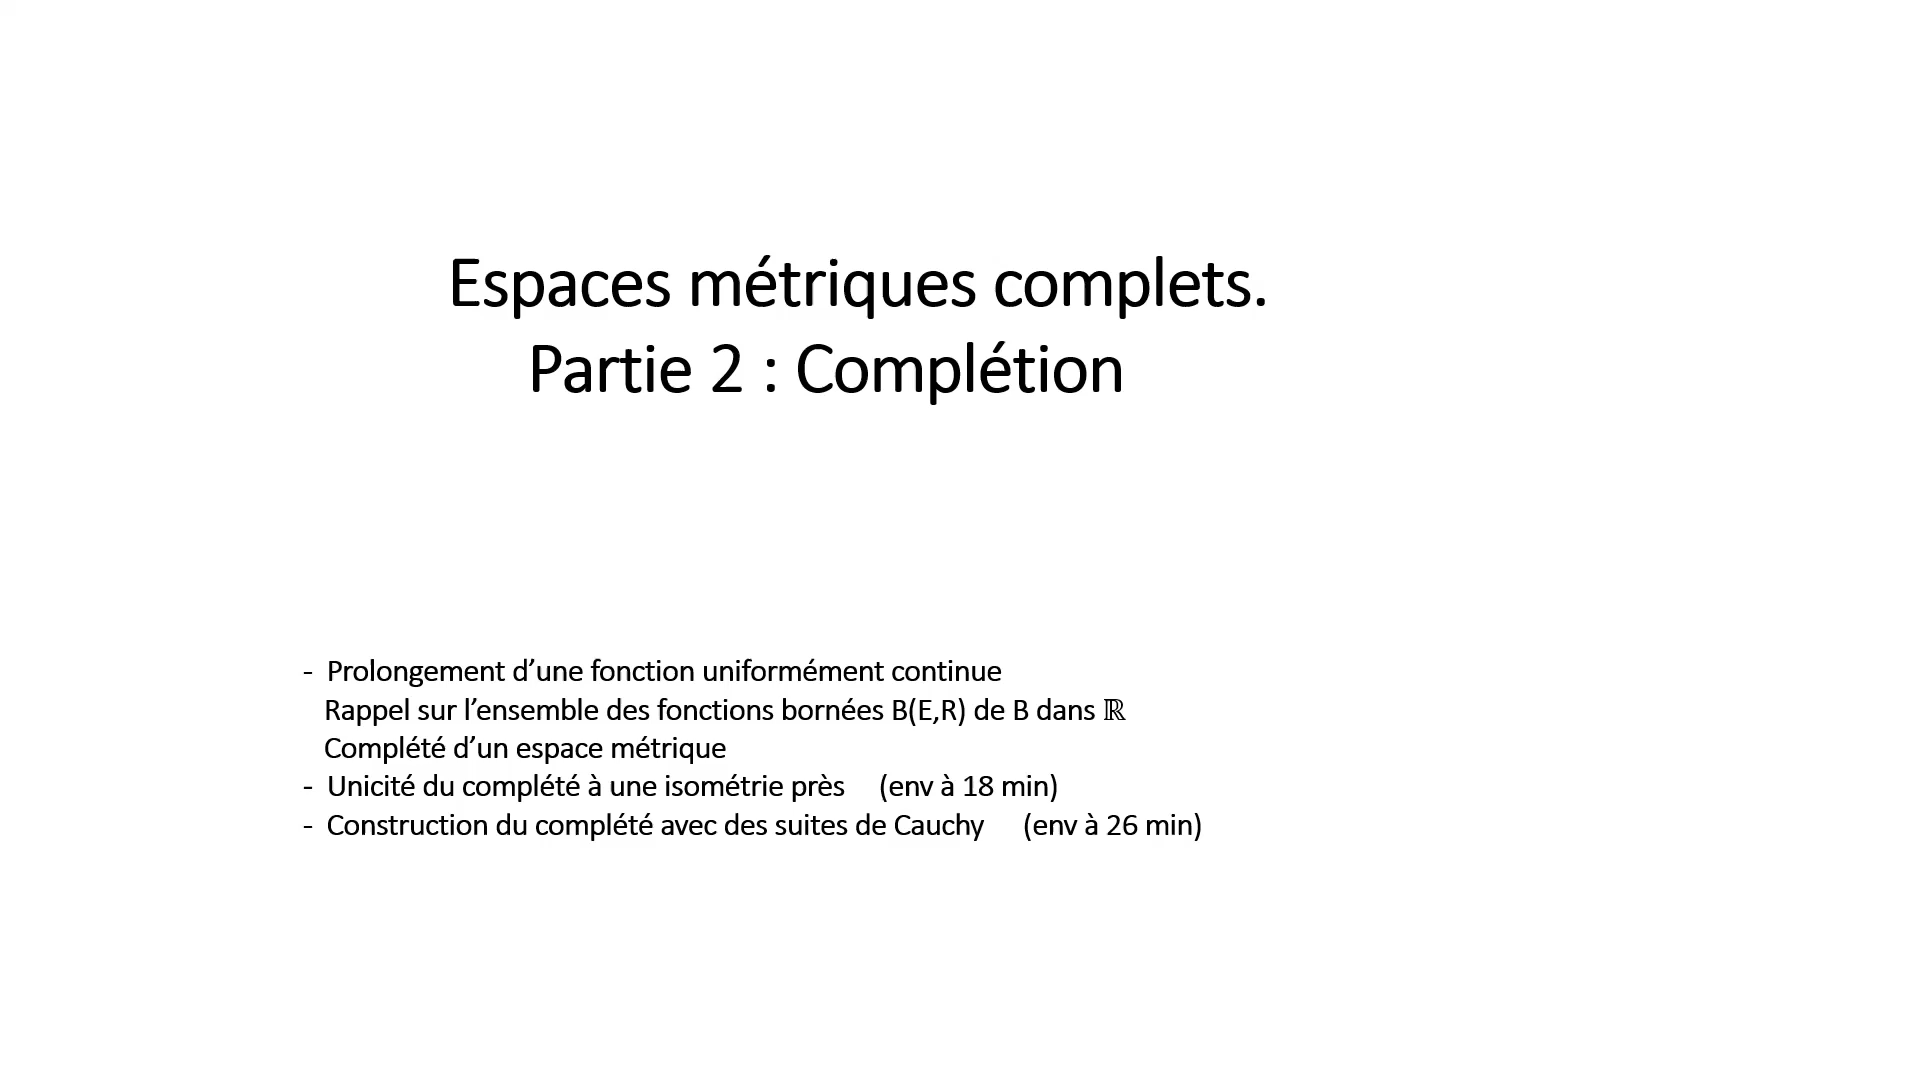 Espaces métriques complets.
Partie 2 : Complétion
- Prolongement d’une fonction uniformément continue
Rappel sur l’ensemble des fonctions bornées B(E,R) de B dans ℝ
Complété d’un espace métrique
- Unicité du complété à une isométrie près (env à 18 min)
- Construction du complété avec des suites de Cauchy (env à 26 min)